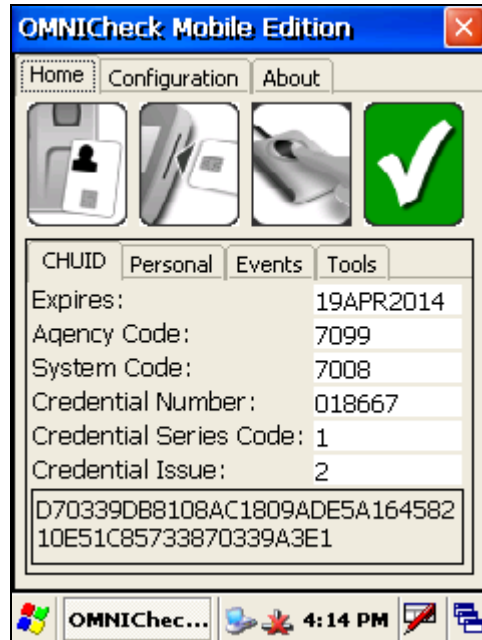 OMNICheck Mobile Edition
Home Configuration About
CHUID Personal Events Tools
Expires: 19APR2014
Agency Code: 7099
System Code: 7008
Credential Number: 018667
Credential Series Code: 1
Credential Issue: 2
D70339DB8108AC1809ADE5A164582
10E51C85733870339A3E1
OMNIChec... 4:14 PM